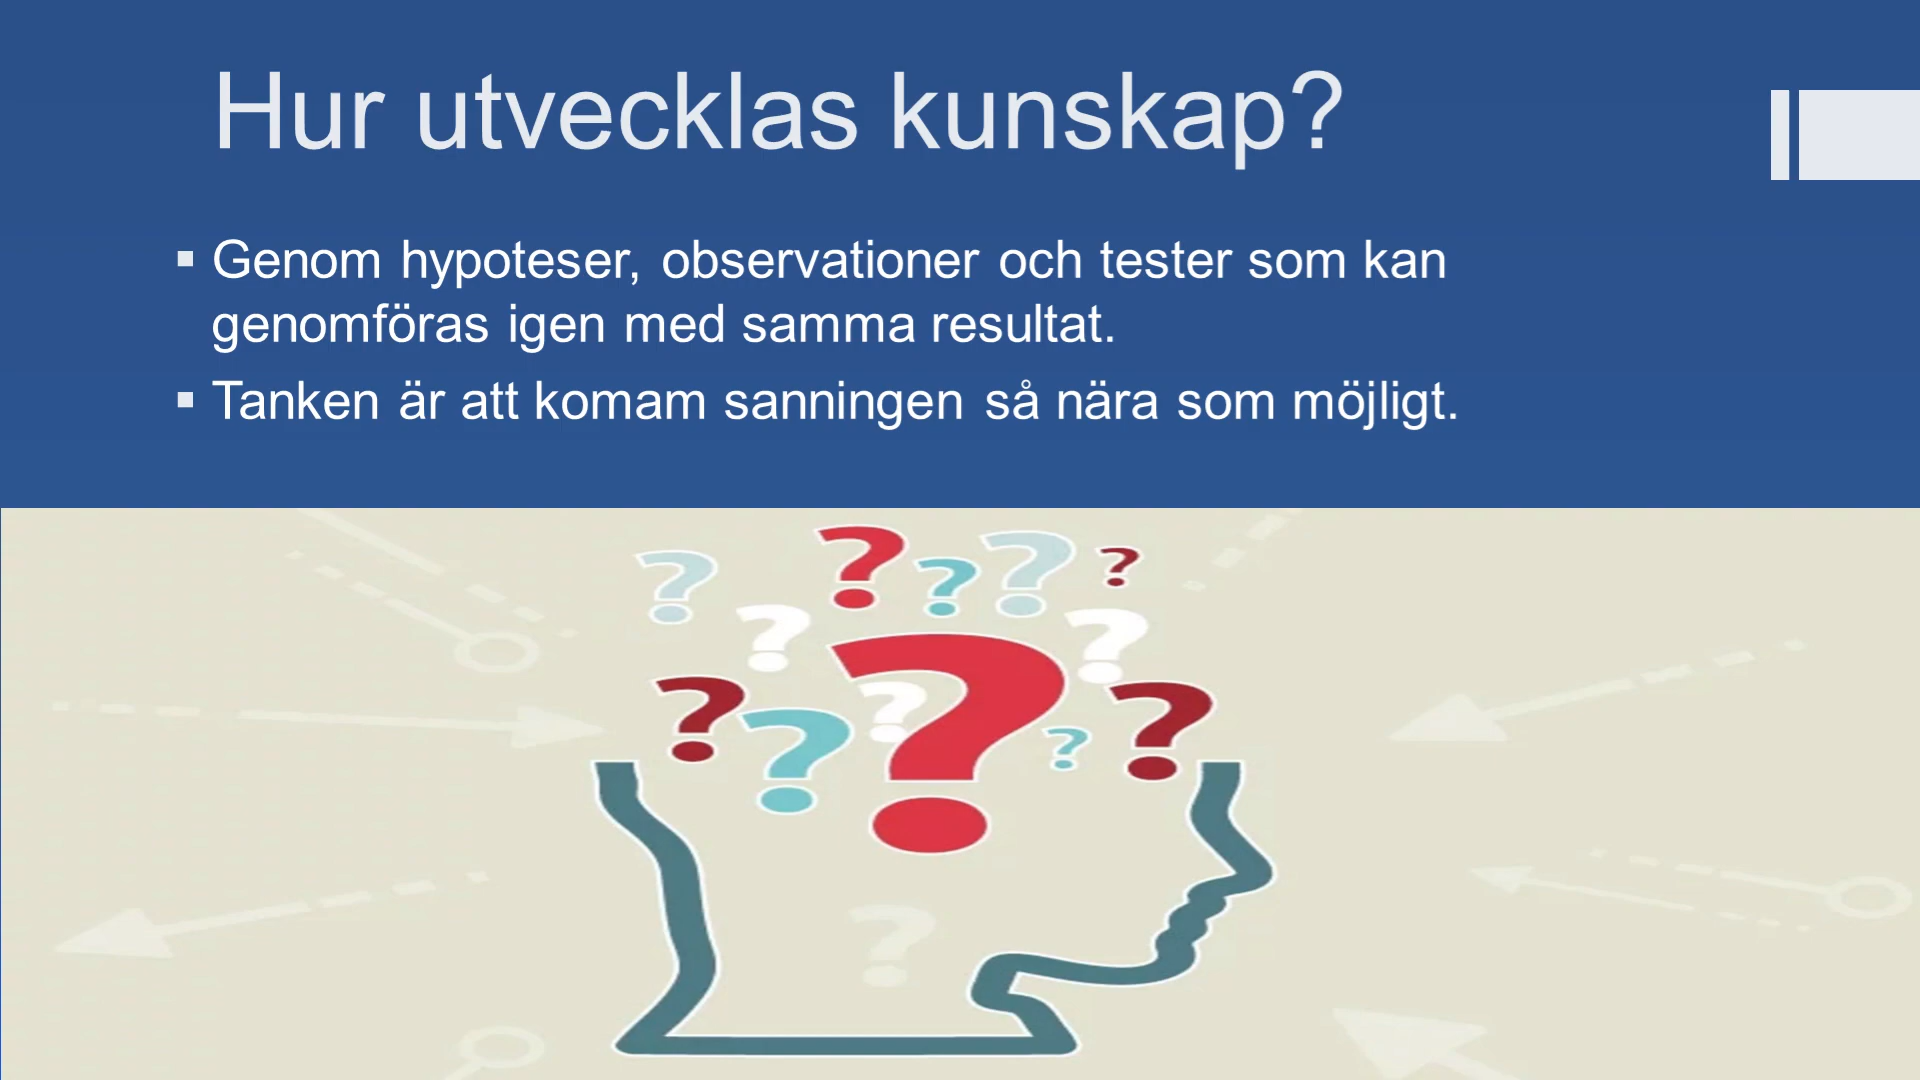 Hur utvecklas kunskap?
Genom hypoteser, observationer och tester som kan
genomföras igen med samma resultat.
Tanken är att komam sanningen så nära som möjligt.